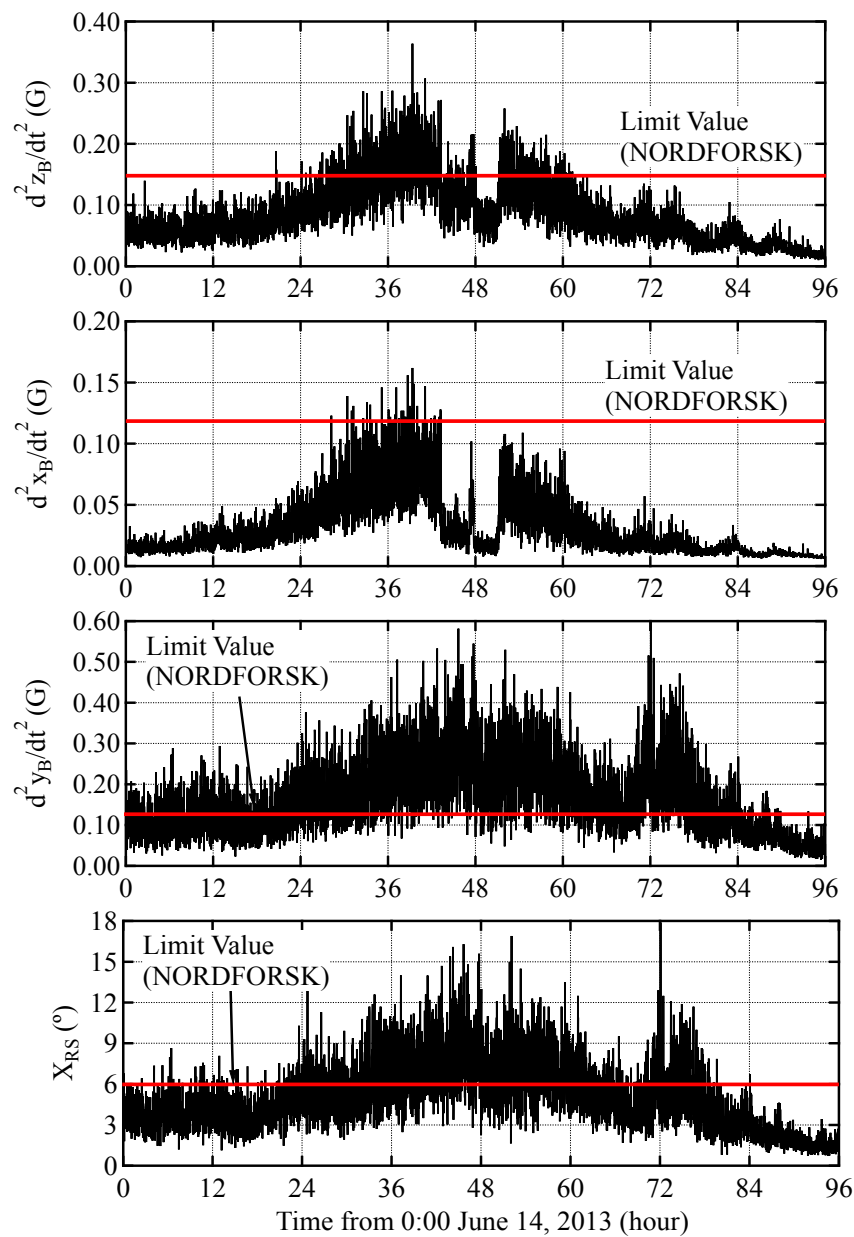 0.40
0.30
0.20
0.10
0.00
d²z_B/dt² (G)
Limit Value
(NORDFORSK)
0 12 24 36 48 60 72 84 96
0.20
0.15
0.10
0.05
0.00
d²x_B/dt² (G)
Limit Value
(NORDFORSK)
0 12 24 36 48 60 72 84 96
0.60
0.50
0.40
0.30
0.20
0.10
0.00
d²y_B/dt² (G)
Limit Value
(NORDFORSK)
0 12 24 36 48 60 72 84 96
18
15
12
9
6
3
0
X_RS (º)
Limit Value
(NORDFORSK)
0 12 24 36 48 60 72 84 96
Time from 0:00 June 14, 2013 (hour)